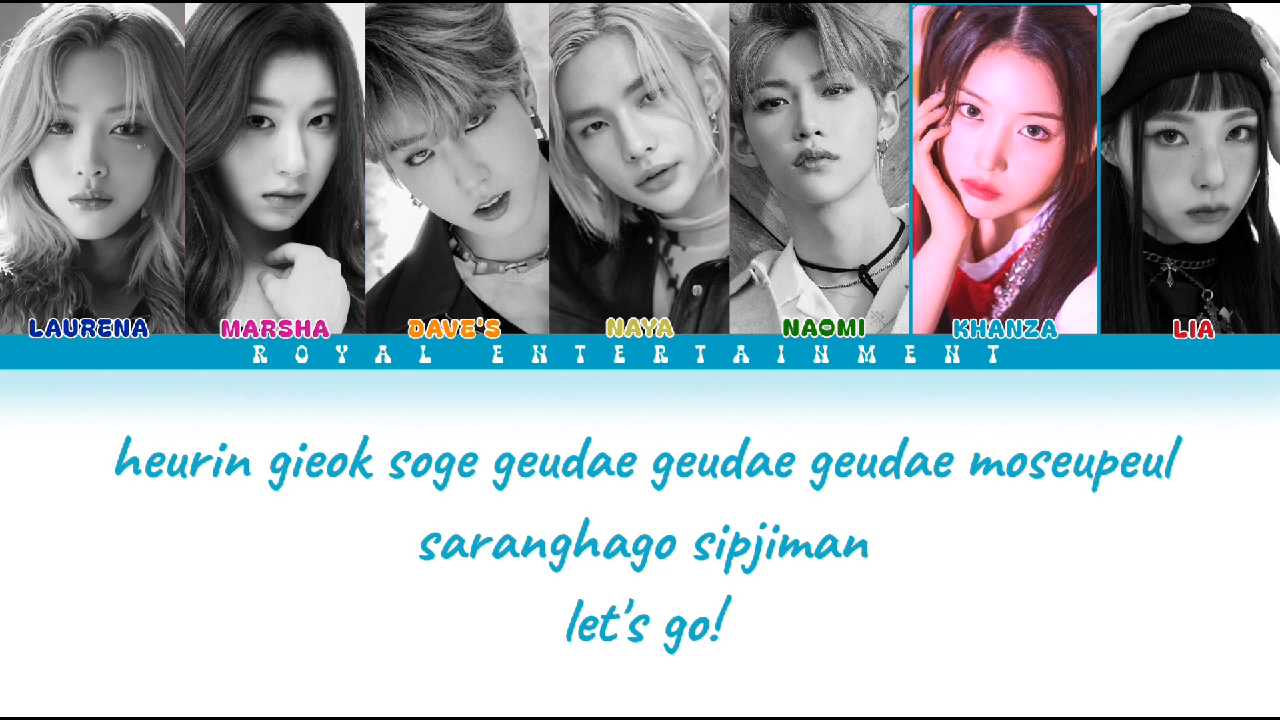 LAURENA MARSHA DAVE'S NAYA NAOMI KHANZA LIA
ROYAL ENTERTAINMENT
heurin gieok soge geudae geudae geudae moseupeul
saranghago sipjiman
let's go!